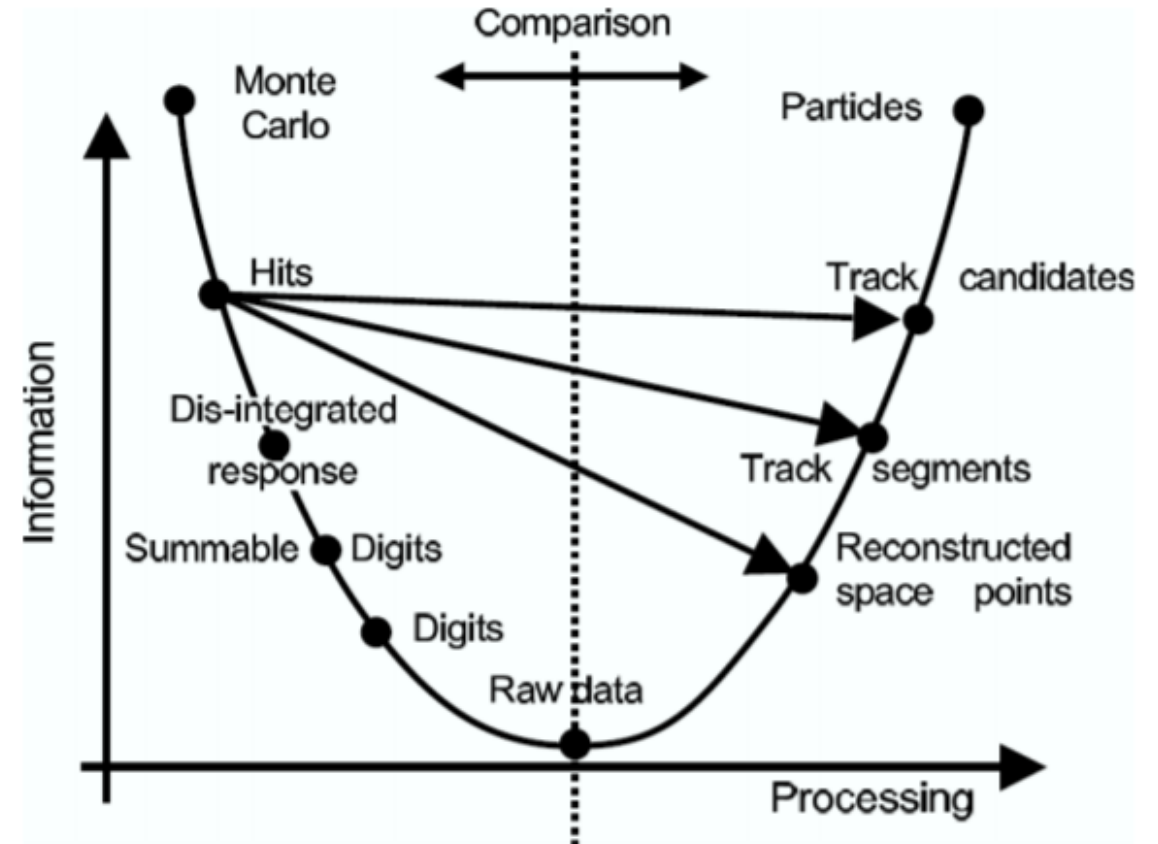 Comparison
Monte
Carlo
Particles
Hits
Track candidates
Dis-integrated
response
Track segments
Summable Digits
Reconstructed
space points
Digits
Raw data
Information
Processing